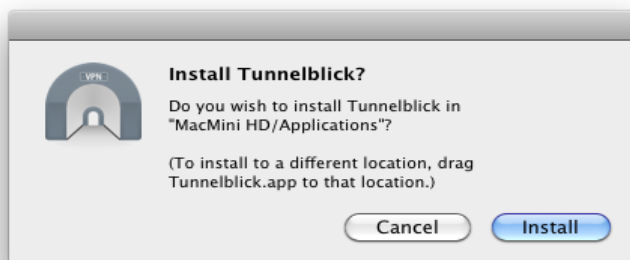 VPN
Install Tunnelblick?
Do you wish to install Tunnelblick in
"MacMini HD/Applications"?
(To install to a different location, drag
Tunnelblick.app to that location.)
Cancel
Install